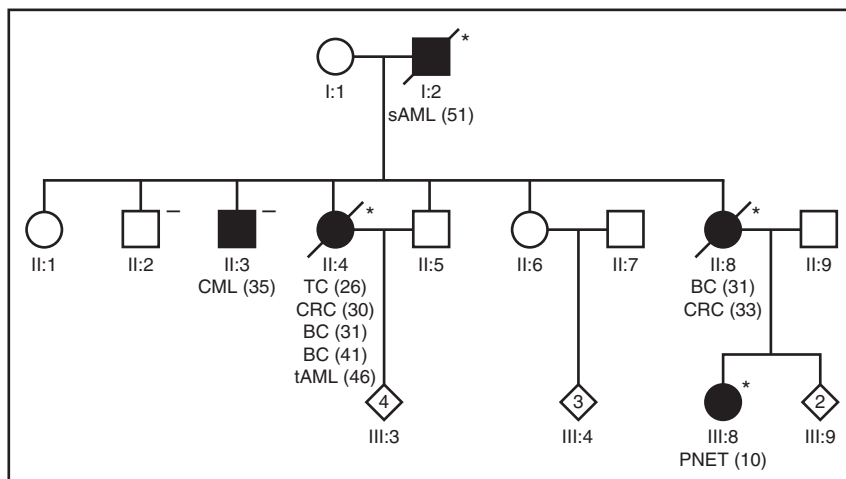 *
I:1 I:2
sAML (51)
– – * *
II:1 II:2 II:3 II:4 II:5 II:6 II:7 II:8 II:9
CML (35) TC (26) BC (31)
CRC (30) CRC (33)
BC (31)
BC (41)
tAML (46)
4 3 * 2
III:3 III:4 III:8 III:9
PNET (10)